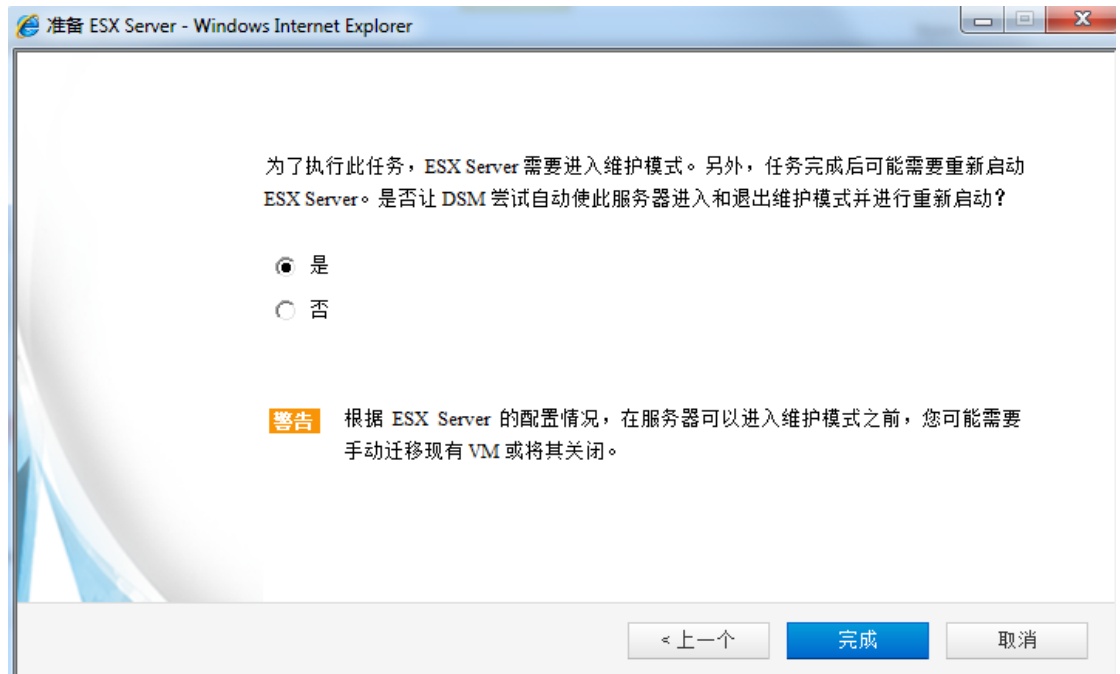 准备 ESX Server - Windows Internet Explorer
为了执行此任务，ESX Server 需要进入维护模式。另外，任务完成后可能需要重新启动
ESX Server。是否让 DSM 尝试自动使此服务器进入和退出维护模式并进行重新启动？
是
否
警告 根据 ESX Server 的配置情况，在服务器可以进入维护模式之前，您可能需要
手动迁移现有 VM 或将其关闭。
<上一个 完成 取消